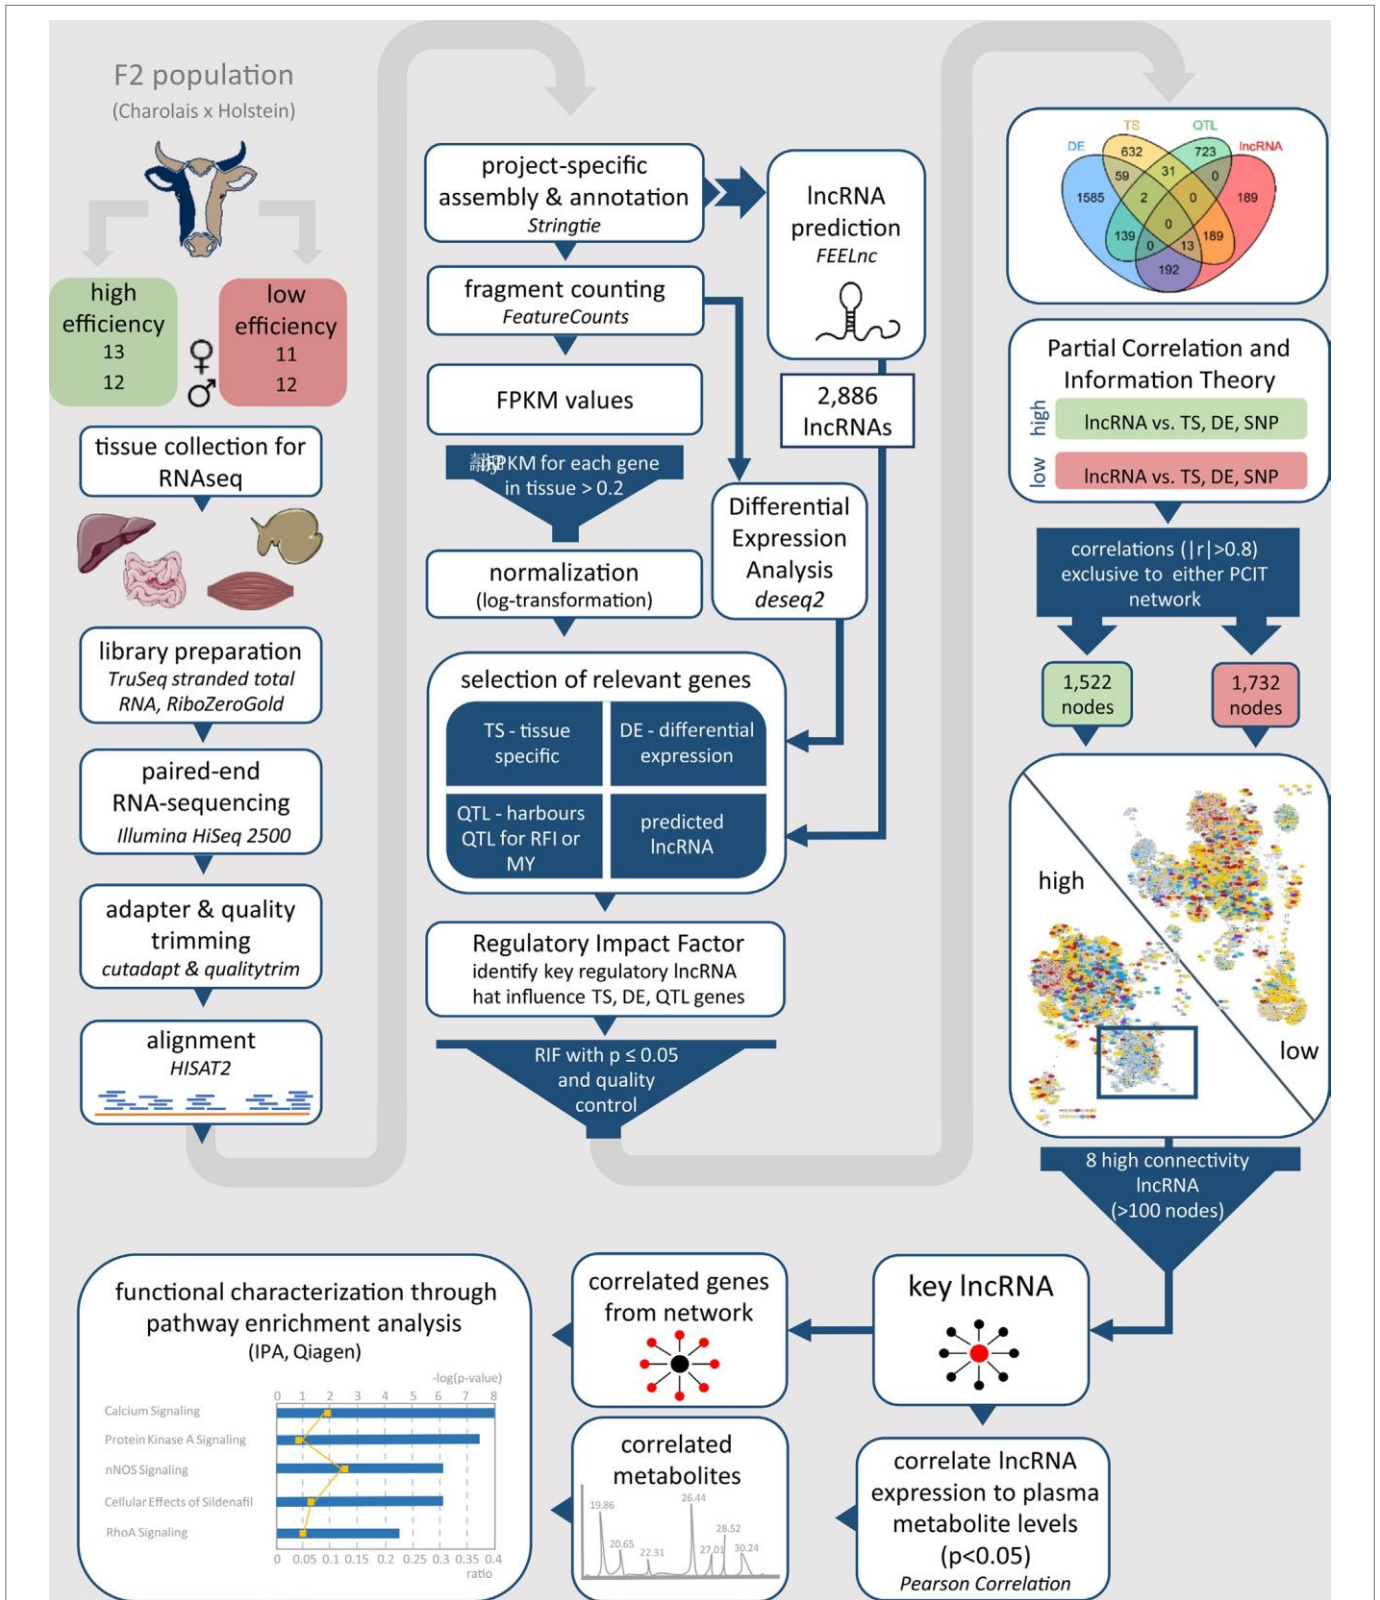 F2 population
(Charolais x Holstein)
high
efficiency
13
12
low
efficiency
11
12
tissue collection for
RNAseq
library preparation
TruSeq stranded total
RNA, RiboZeroGold
paired-end
RNA-sequencing
Illumina HiSeq 2500
adapter & quality
trimming
cutadapt & qualitytrim
alignment
HISAT2
project-specific
assembly & annotation
Stringtie
fragment counting
FeatureCounts
FPKM values
FPKM for each gene
in tissue > 0.2
normalization
(log-transformation)
selection of relevant genes
TS - tissue
specific
DE - differential
expression
QTL - harbours
QTL for RFI or
MY
predicted
lncRNA
Regulatory Impact Factor
identify key regulatory lncRNA
hat influence TS, DE, QTL genes
RIF with p ≤ 0.05
and quality
control
lncRNA
prediction
FEELnc
2,886
lncRNAs
Differential
Expression
Analysis
deseq2
TS
QTL
DE
lncRNA
632
723
59
31
0
1585
2
0
189
0
139
0
13
189
192
Partial Correlation and
Information Theory
high
lncRNA vs. TS, DE, SNP
low
lncRNA vs. TS, DE, SNP
correlations (|r|>0.8)
exclusive to either PCIT
network
1,522
nodes
1,732
nodes
high
low
8 high connectivity
lncRNA
(>100 nodes)
key lncRNA
correlated genes
from network
correlate lncRNA
expression to plasma
metabolite levels
(p<0.05)
Pearson Correlation
correlated
metabolites
19.86
20.65
22.31
26.44
27.01
28.52
30.24
functional characterization through
pathway enrichment analysis
(IPA, Qiagen)
-log(p-value)
0 1 2 3 4 5 6 7 8
Calcium Signaling
Protein Kinase A Signaling
nNOS Signaling
Cellular Effects of Sildenafil
RhoA Signaling
0 0.05 0.1 0.15 0.2 0.25 0.3 0.35 0.4
ratio